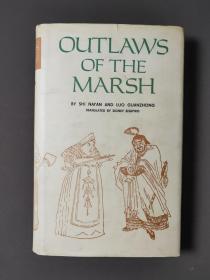 OUTLAWS
OF THE
MARSH
BY SHI NAI'AN AND LUO GUANZHONG
TRANSLATED BY SIDNEY SHAPIRO